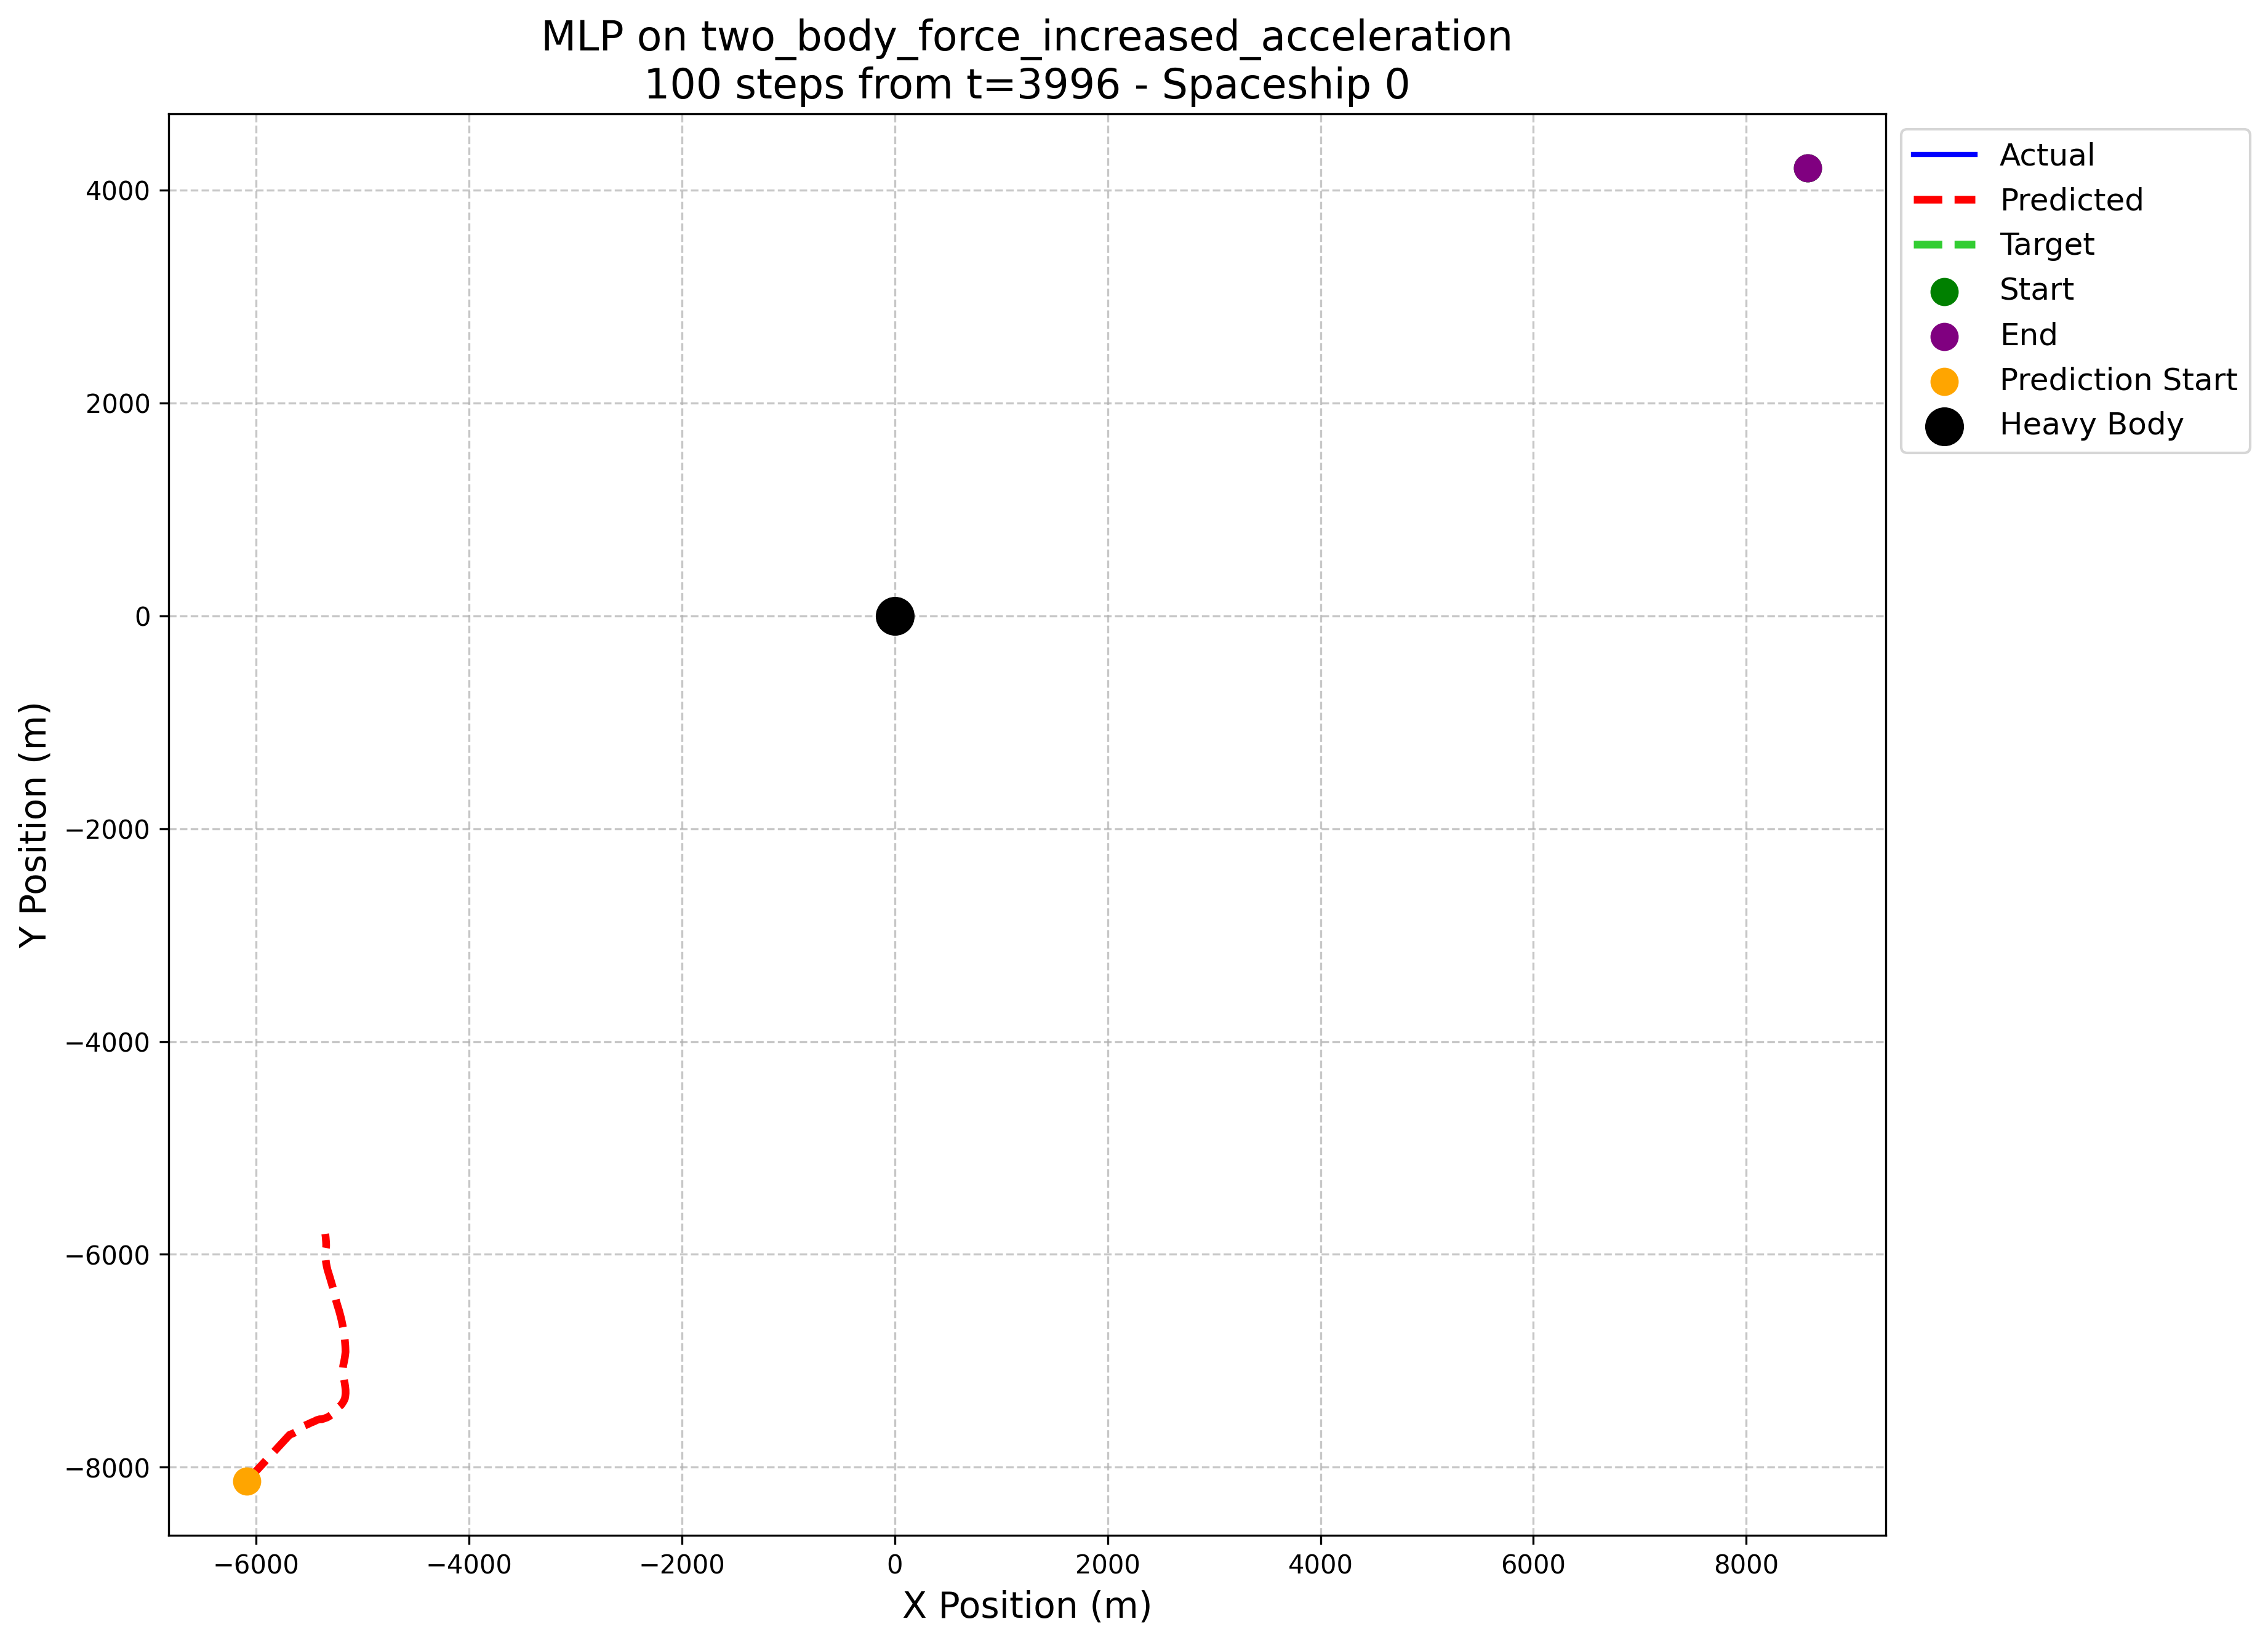 MLP on two_body_force_increased_acceleration
100 steps from t=3996 - Spaceship 0
Actual
Predicted
Target
Start
End
Prediction Start
Heavy Body
Y Position (m)
4000
2000
0
−2000
−4000
−6000
−8000
−6000
−4000
−2000
0
2000
4000
6000
8000
X Position (m)